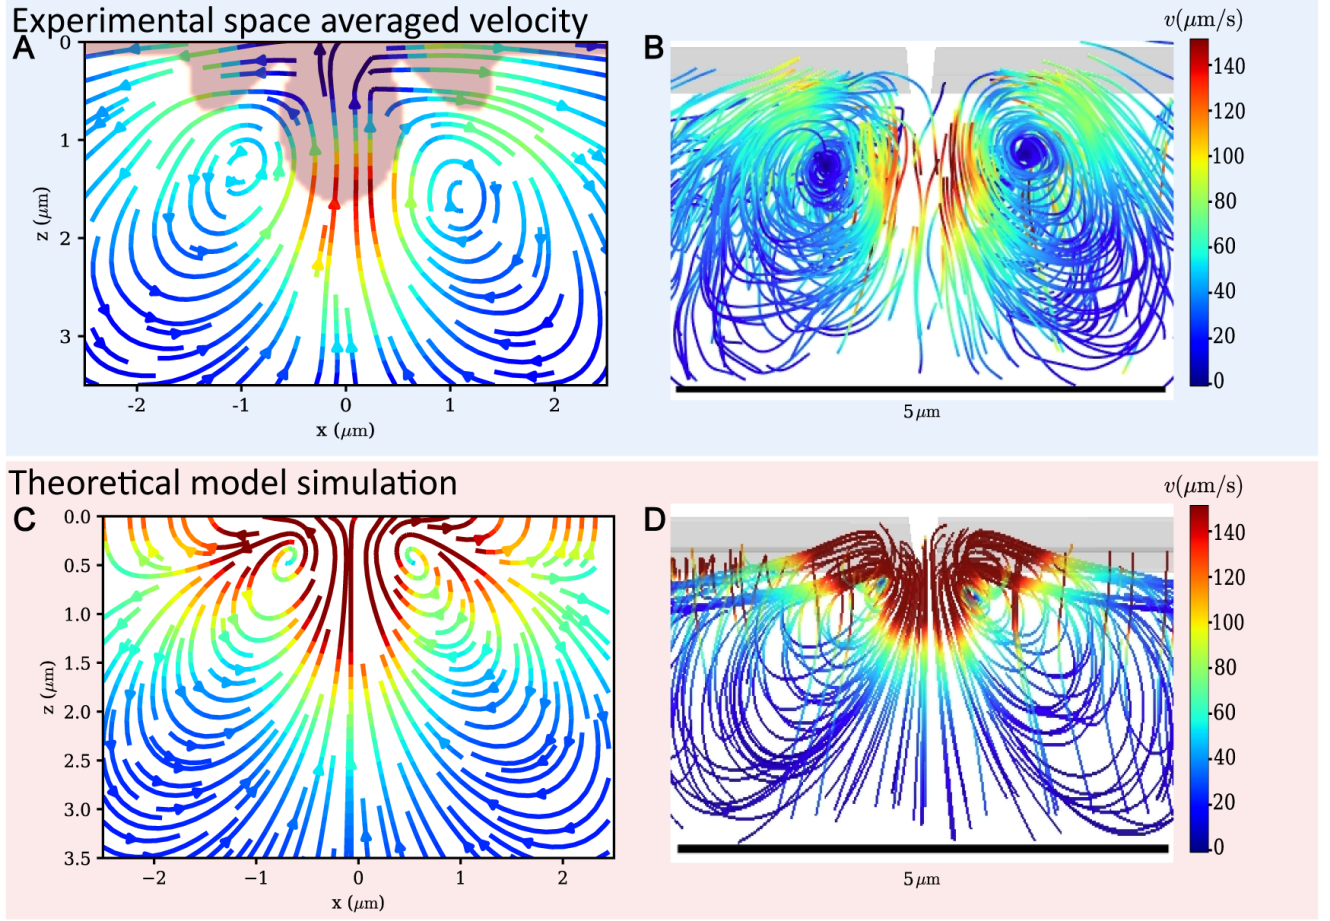 Experimental space averaged velocity
A
0
1
2
3
z (μm)
-2
-1
0
1
2
x (μm)
B
5 μm
v(μm/s)
140
120
100
80
60
40
20
0
Theoretical model simulation
C
0.0
0.5
1.0
1.5
2.0
2.5
3.0
3.5
z (μm)
−2
−1
0
1
2
x (μm)
D
5 μm
v(μm/s)
140
120
100
80
60
40
20
0